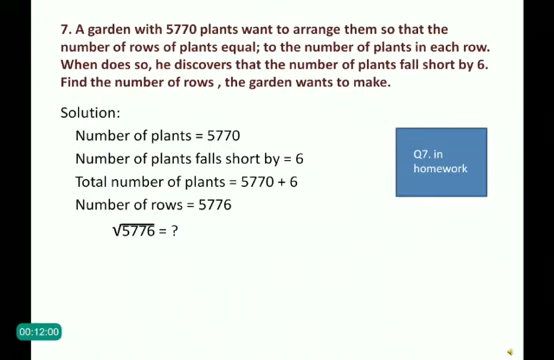 7. A garden with 5770 plants want to arrange them so that the
number of rows of plants equal; to the number of plants in each row.
When does so, he discovers that the number of plants fall short by 6.
Find the number of rows , the garden wants to make.
Solution:
Number of plants = 5770
Number of plants falls short by = 6
Total number of plants = 5770 + 6
Number of rows = 5776
√5776 = ?
Q7. in
homework
00:12:00